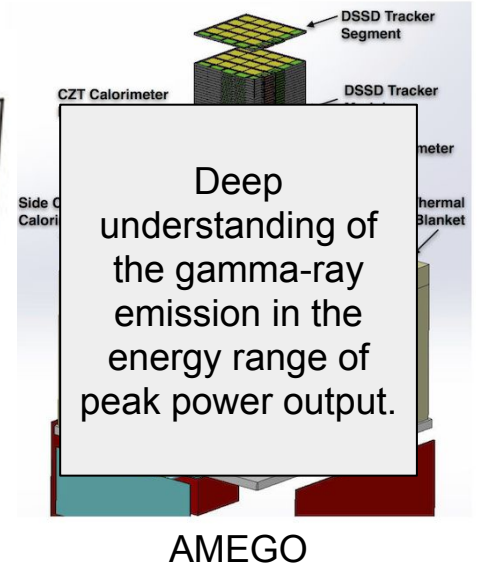 DSSD Tracker
Segment
CZT Calorimeter
DSSD Tracker
meter
Side C
Calori
hermal
Blanket
Deep
understanding of
the gamma-ray
emission in the
energy range of
peak power output.
AMEGO